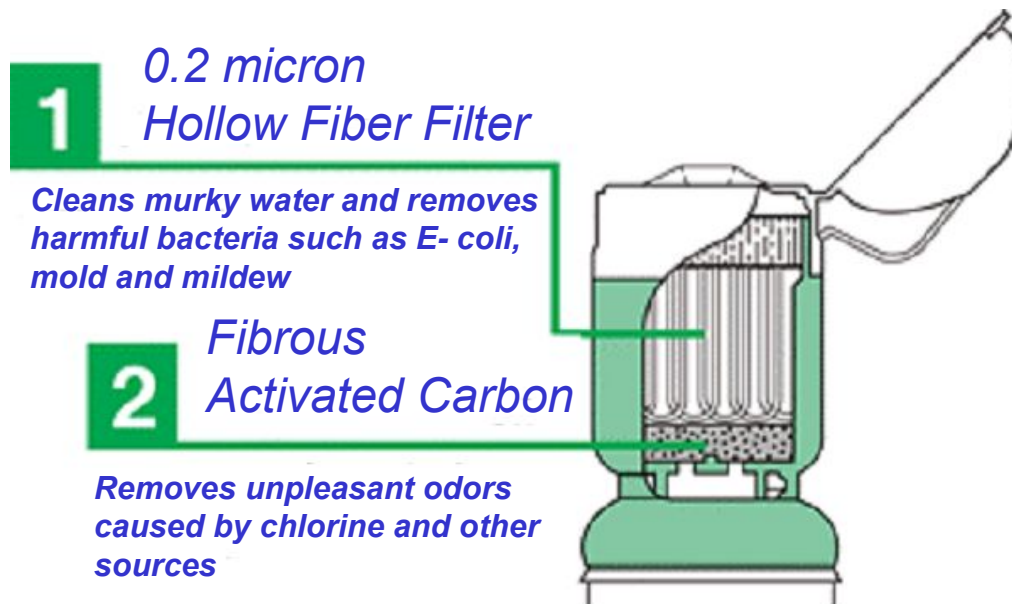 1
0.2 micron
Hollow Fiber Filter
Cleans murky water and removes
harmful bacteria such as E- coli,
mold and mildew
2
Fibrous
Activated Carbon
Removes unpleasant odors
caused by chlorine and other
sources